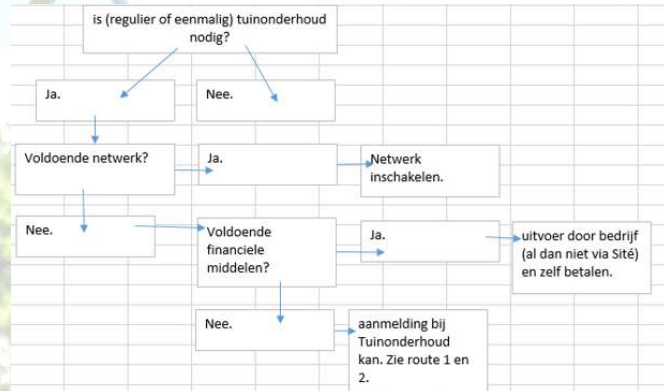 is (regulier of eenmalig) tuinonderhoud
nodig?
Ja.
Nee.
Voldoende netwerk?
Ja.
Netwerk
inschakelen.
Nee.
Voldoende
financiele
middelen?
Ja.
uitvoer door bedrijf
(al dan niet via Sité)
en zelf betalen.
Nee.
aanmelding bij
Tuinonderhoud
kan. Zie route 1 en
2.